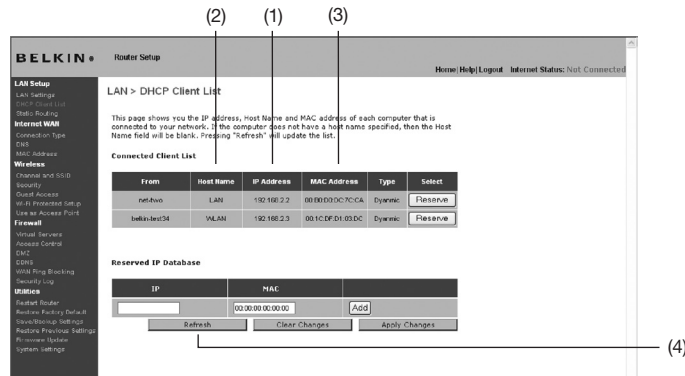 (2) (1) (3)
BELKIN
Router Setup
Home|Help|Logout Internet Status: Not Connected
LAN Setup
LAN Settings
DHCP Client List
Static Routing
Internet WAN
Connection Type
DNS
MAC Address
Wireless
Channel and SSID
Security
Guest Access
Wi-Fi Protected Setup
Use as Access Point
Firewall
Virtual Servers
Access Control
DMZ
DDNS
WAN Ping Blocking
Security Log
Utilities
Restart Router
Restore Factory Default
Save/Backup Settings
Restore Previous Settings
Firmware Update
System Settings
LAN > DHCP Client List
This page shows you the IP address, Host Name and MAC address of each computer that is
connected to your network. If the computer does not have a host name specified, then the Host
Name field will be blank. Pressing "Refresh" will update the list.
Connected Client List
From Host Name IP Address MAC Address Type Select
net-two LAN 192.168.2.2 00:D0:D0:DC:7C:CA Dyanmic Reserve
belkin-test34 WLAN 192.168.2.3 00:1C:DF:D1:03:DC Dyanmic Reserve
Reserved IP Database
IP MAC
00:00:00:00:00:00 Add
Refresh Clear Changes Apply Changes
(4)